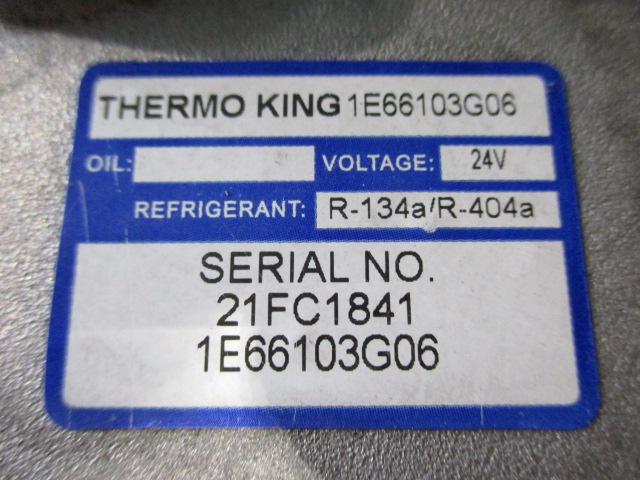 THERMO KING 1E66103G06
OIL: VOLTAGE: 24V
REFRIGERANT: R-134a/R-404a
SERIAL NO.
21FC1841
1E66103G06